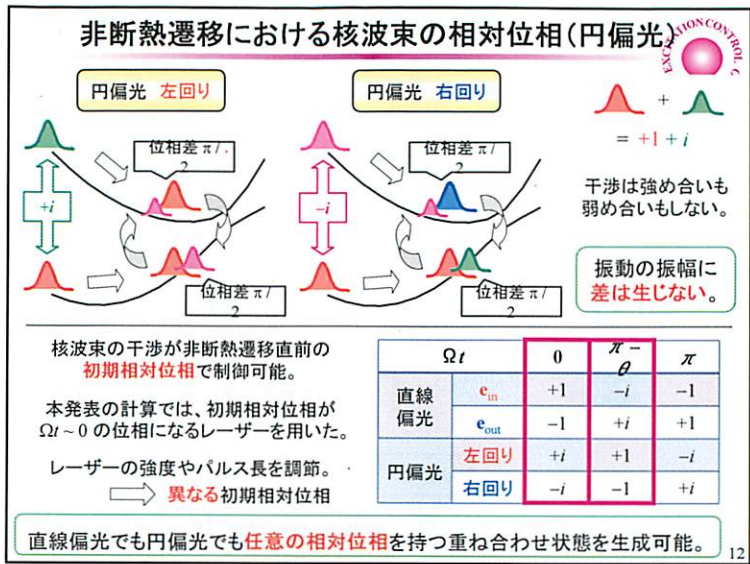 非断熱遷移における核波束の相対位相(円偏光)
EXCITATION CONTROL
円偏光 左回り
円偏光 右回り
位相差 π/
2
位相差 π/
2
+i
-i
位相差 π/
2
位相差 π/
2
+
= +1 + i
干渉は強め合いも
弱め合いもしない。
振動の振幅に
差は生じない。
核波束の干渉が非断熱遷移直前の
初期相対位相で制御可能。
本発表の計算では、初期相対位相が
Ωt ~ 0 の位相になるレーザーを用いた。
レーザーの強度やパルス長を調節。
異なる初期相対位相
Ωt 0 π − θ π
直線偏光 e_in +1 −i −1
e_out −1 +i +1
円偏光 左回り +i +1 −i
右回り −i −1 +i
直線偏光でも円偏光でも任意の相対位相を持つ重ね合わせ状態を生成可能。
12